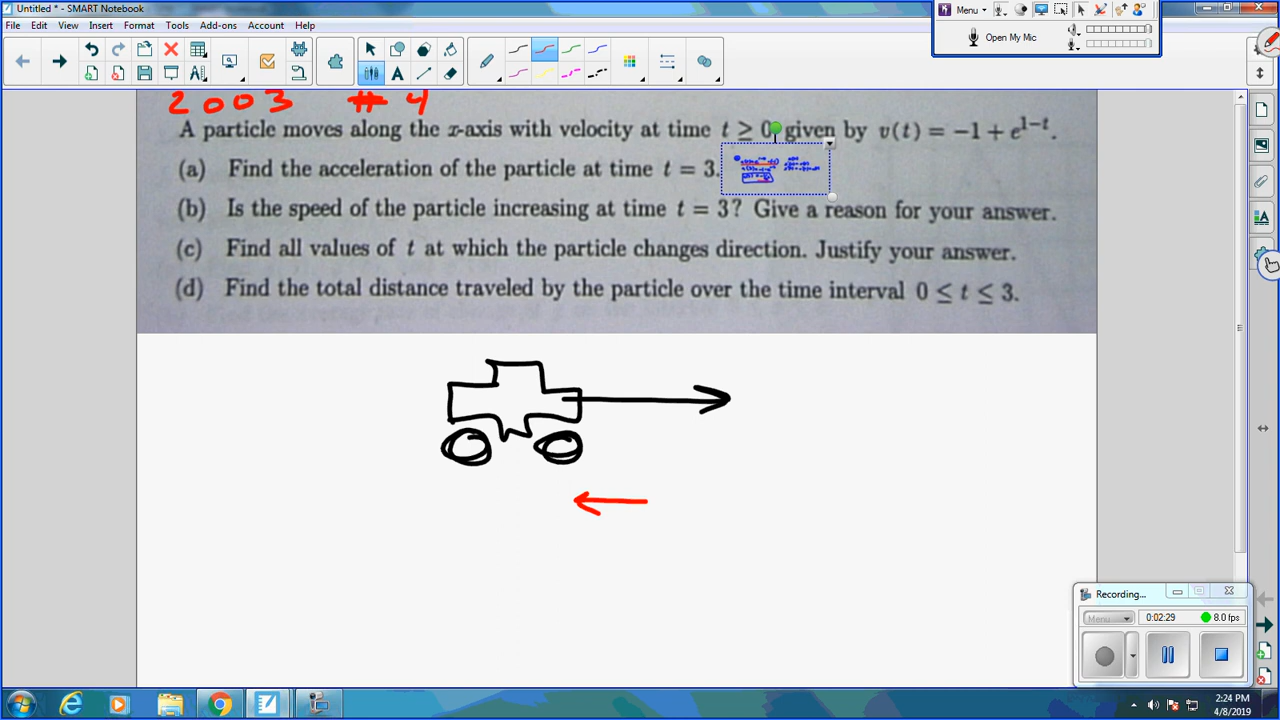 Untitled * - SMART Notebook
Menu
File Edit View Insert Format Tools Add-ons Account Help
Open My Mic
2003 # 4
A particle moves along the x-axis with velocity at time t ≥ 0 given by v(t) = −1 + e^{1−t}.
(a) Find the acceleration of the particle at time t = 3.
(b) Is the speed of the particle increasing at time t = 3? Give a reason for your answer.
(c) Find all values of t at which the particle changes direction. Justify your answer.
(d) Find the total distance traveled by the particle over the time interval 0 ≤ t ≤ 3.
Recording...
Menu 0:02:29 8.0 fps
2:24 PM
4/8/2019